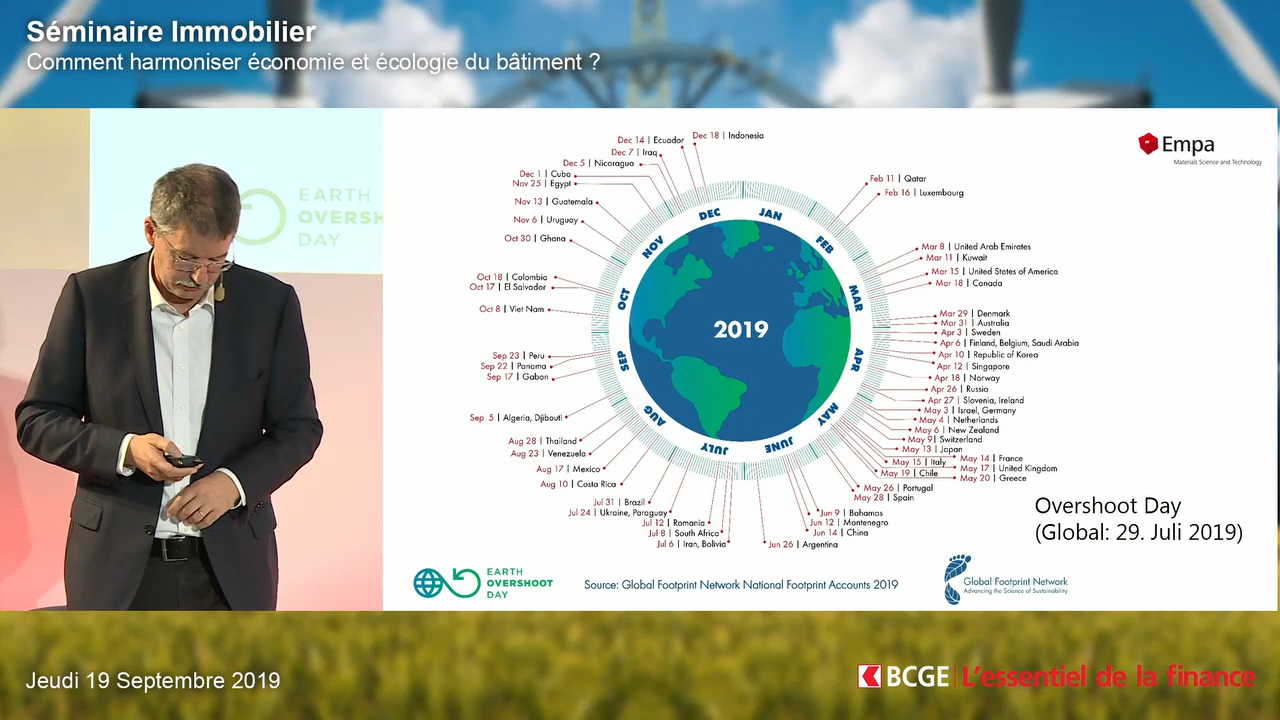 Séminaire Immobilier
Comment harmoniser économie et écologie du bâtiment ?
EARTH
OVERSH
DAY
Empa
Materials Science and Technology
Dec 18 | Indonesia
Dec 14 | Ecuador
Dec 7 | Iraq
Dec 5 | Nicaragua
Dec 1 | Cuba
Nov 25 | Egypt
Nov 13 | Guatemala
Nov 6 | Uruguay
Oct 30 | Ghana
Oct 18 | Colombia
Oct 17 | El Salvador
Oct 8 | Viet Nam
Sep 23 | Peru
Sep 22 | Panama
Sep 17 | Gabon
Sep 5 | Algeria, Djibouti
Aug 28 | Thailand
Aug 23 | Venezuela
Aug 17 | Mexico
Aug 10 | Costa Rica
Jul 31 | Brazil
Jul 24 | Ukraine, Paraguay
Jul 12 | Romania
Jul 8 | South Africa
Jul 6 | Iran, Bolivia
JAN
FEB
MAR
APR
MAY
JUNE
JULY
AUG
SEP
OCT
NOV
DEC
2019
Feb 11 | Qatar
Feb 16 | Luxembourg
Mar 8 | United Arab Emirates
Mar 11 | Kuwait
Mar 15 | United States of America
Mar 18 | Canada
Mar 29 | Denmark
Mar 31 | Australia
Apr 3 | Sweden
Apr 6 | Finland, Belgium, Saudi Arabia
Apr 10 | Republic of Korea
Apr 12 | Singapore
Apr 18 | Norway
Apr 26 | Russia
Apr 27 | Slovenia, Ireland
May 3 | Israel, Germany
May 4 | Netherlands
May 6 | New Zealand
May 9 | Switzerland
May 13 | Japan
May 14 | France
May 15 | Italy
May 17 | United Kingdom
May 19 | Chile
May 20 | Greece
May 26 | Portugal
May 28 | Spain
Jun 9 | Bahamas
Jun 12 | Montenegro
Jun 14 | China
Jun 26 | Argentina
Overshoot Day
(Global: 29. Juli 2019)
EARTH
OVERSHOOT
DAY
Source: Global Footprint Network National Footprint Accounts 2019
Global Footprint Network
Advancing the Science of Sustainability
Jeudi 19 Septembre 2019
BCGE | L'essentiel de la finance